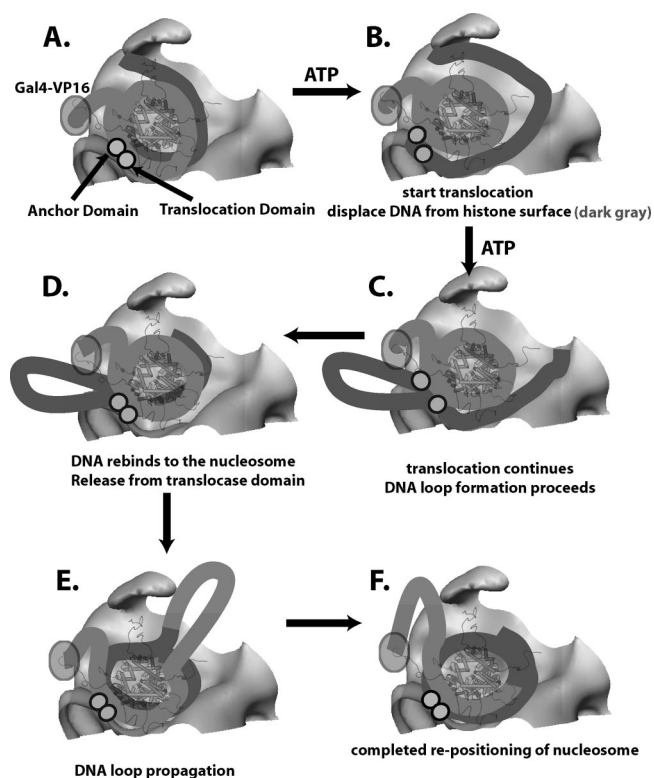 A.
B.
Gal4-VP16
ATP
Anchor Domain
Translocation Domain
start translocation
displace DNA from histone surface (dark gray)
ATP
D.
C.
DNA rebinds to the nucleosome
Release from translocase domain
translocation continues
DNA loop formation proceeds
E.
F.
DNA loop propagation
completed re-positioning of nucleosome